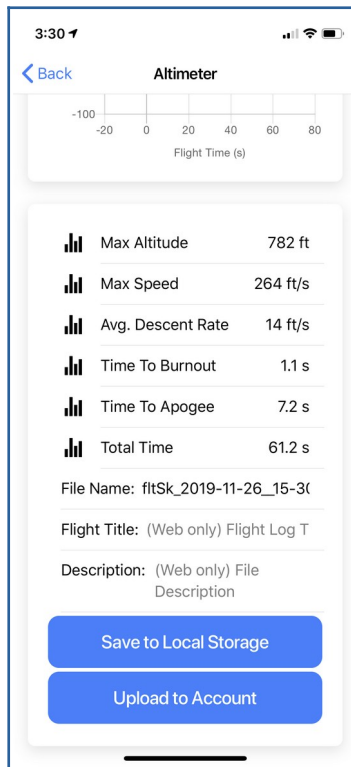 3:30
Back Altimeter
-100
-20 0 20 40 60 80
Flight Time (s)
Max Altitude 782 ft
Max Speed 264 ft/s
Avg. Descent Rate 14 ft/s
Time To Burnout 1.1 s
Time To Apogee 7.2 s
Total Time 61.2 s
File Name: fltSk_2019-11-26__15-3(
Flight Title: (Web only) Flight Log T
Description: (Web only) File
Description
Save to Local Storage
Upload to Account